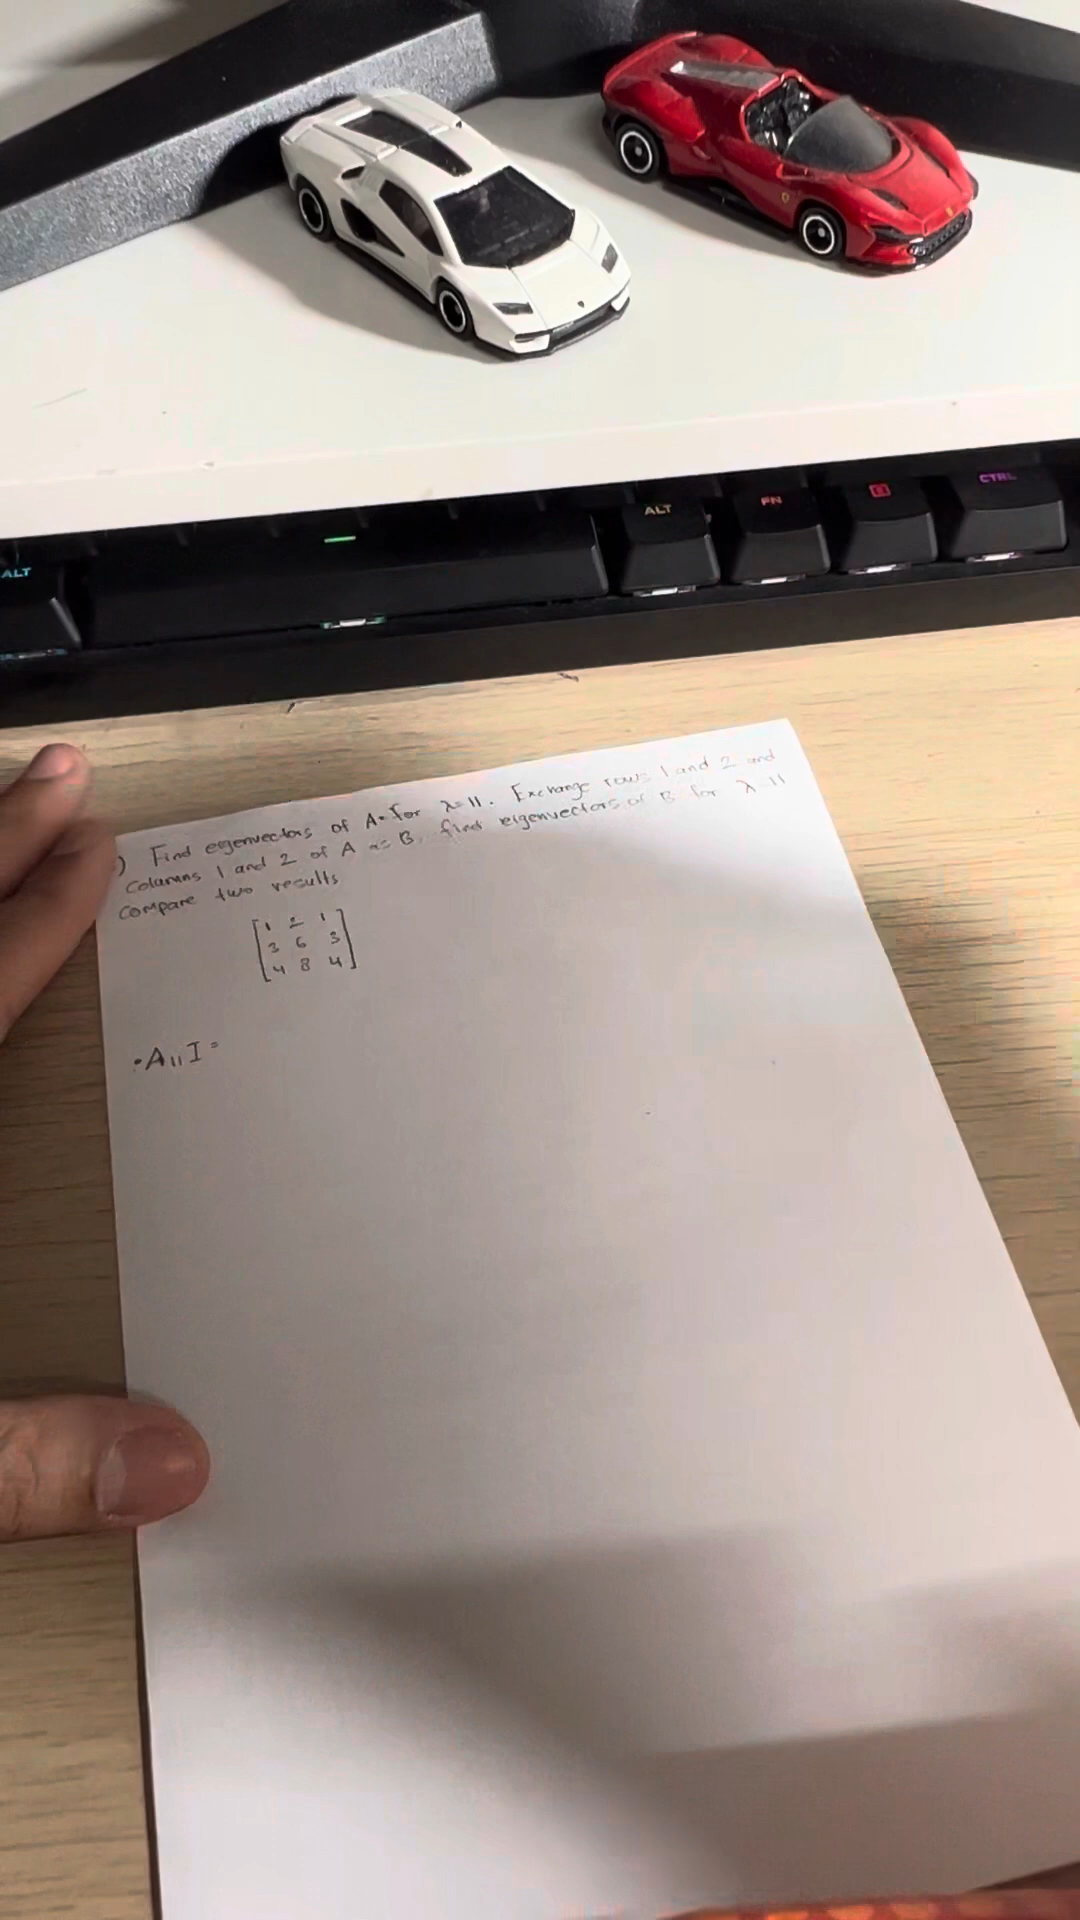 ALT
FN
CTRL
ALT
) Find eigenvectors of A for λ=11. Exchange rows 1 and 2 and
Columns 1 and 2 of A as B, find eigenvectors of B for λ=11
Compare two results
1 2 1
3 6 3
4 8 4
• A 11 I =